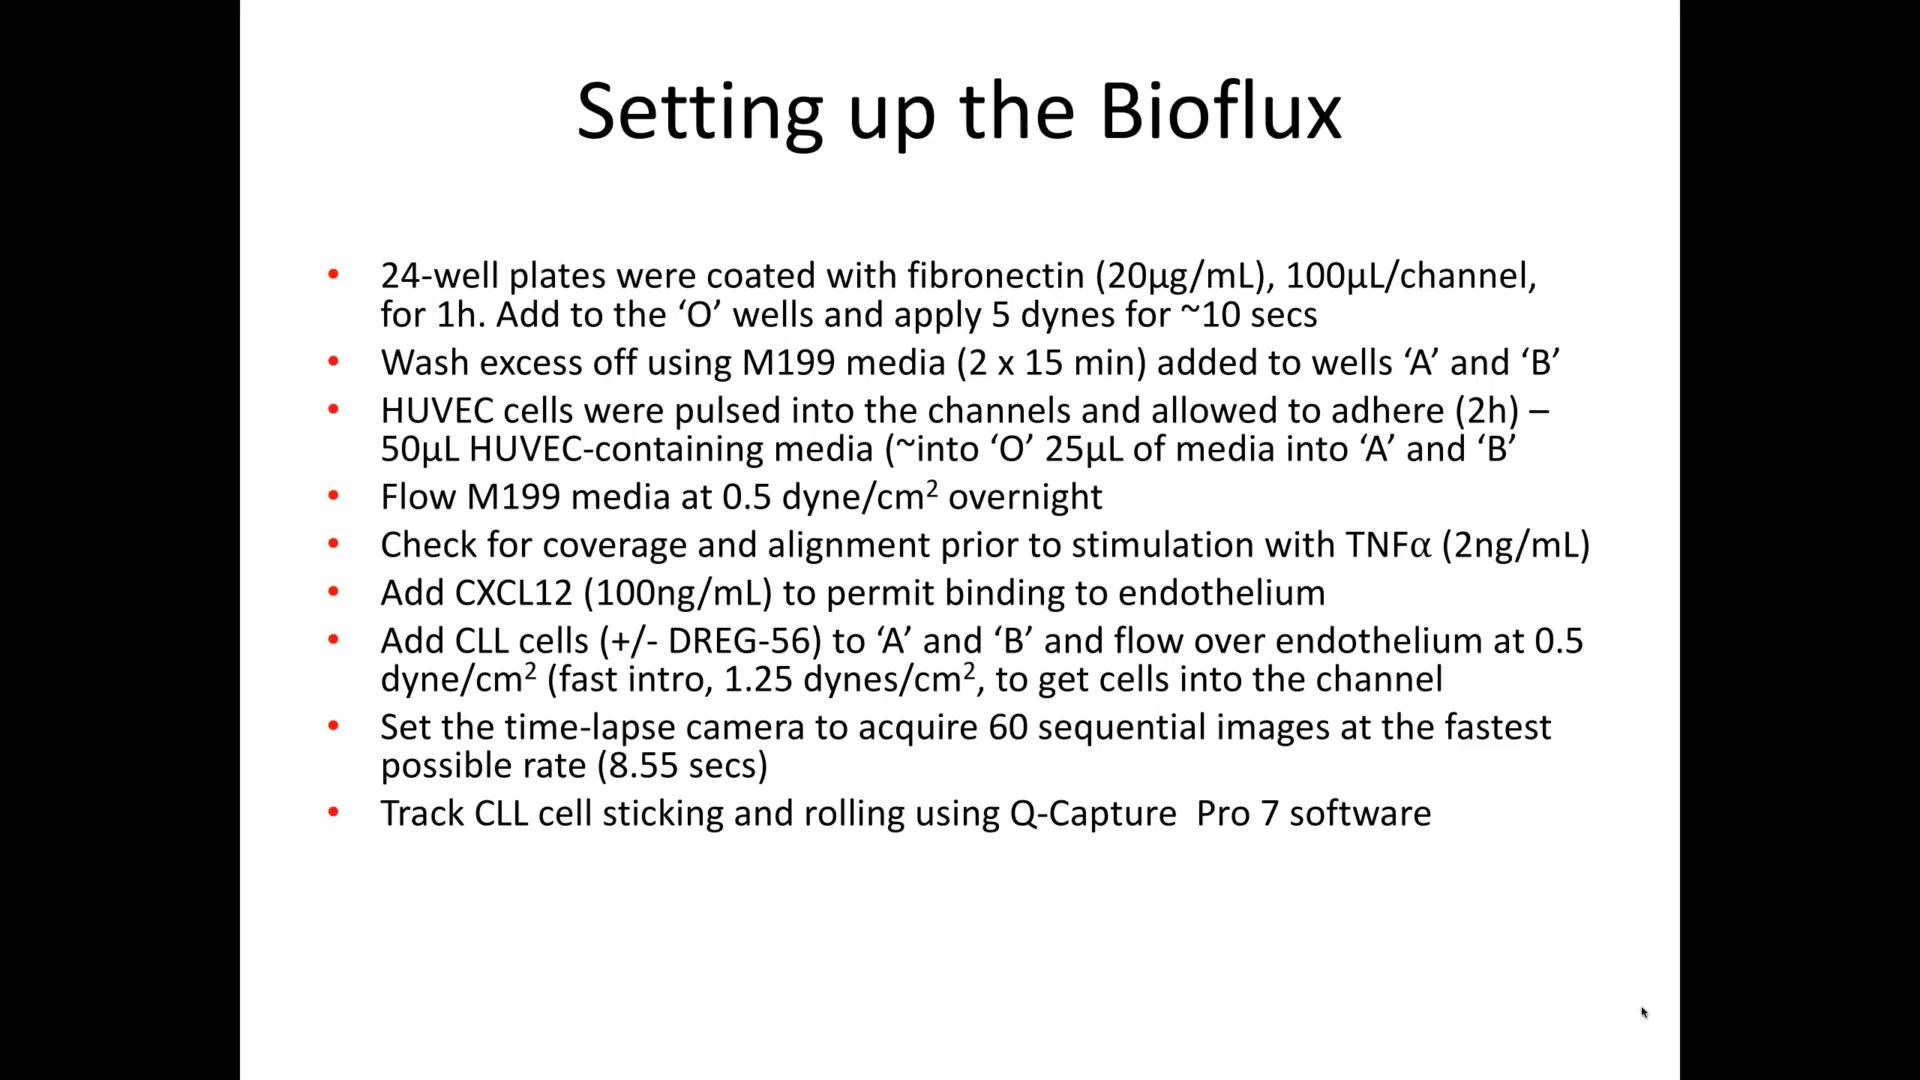 Setting up the Bioflux
• 24-well plates were coated with fibronectin (20µg/mL), 100µL/channel,
for 1h. Add to the ‘O’ wells and apply 5 dynes for ~10 secs
• Wash excess off using M199 media (2 x 15 min) added to wells ‘A’ and ‘B’
• HUVEC cells were pulsed into the channels and allowed to adhere (2h) –
50µL HUVEC-containing media (~into ‘O’ 25µL of media into ‘A’ and ‘B’
• Flow M199 media at 0.5 dyne/cm² overnight
• Check for coverage and alignment prior to stimulation with TNFα (2ng/mL)
• Add CXCL12 (100ng/mL) to permit binding to endothelium
• Add CLL cells (+/- DREG-56) to ‘A’ and ‘B’ and flow over endothelium at 0.5
dyne/cm² (fast intro, 1.25 dynes/cm², to get cells into the channel
• Set the time-lapse camera to acquire 60 sequential images at the fastest
possible rate (8.55 secs)
• Track CLL cell sticking and rolling using Q-Capture  Pro 7 software